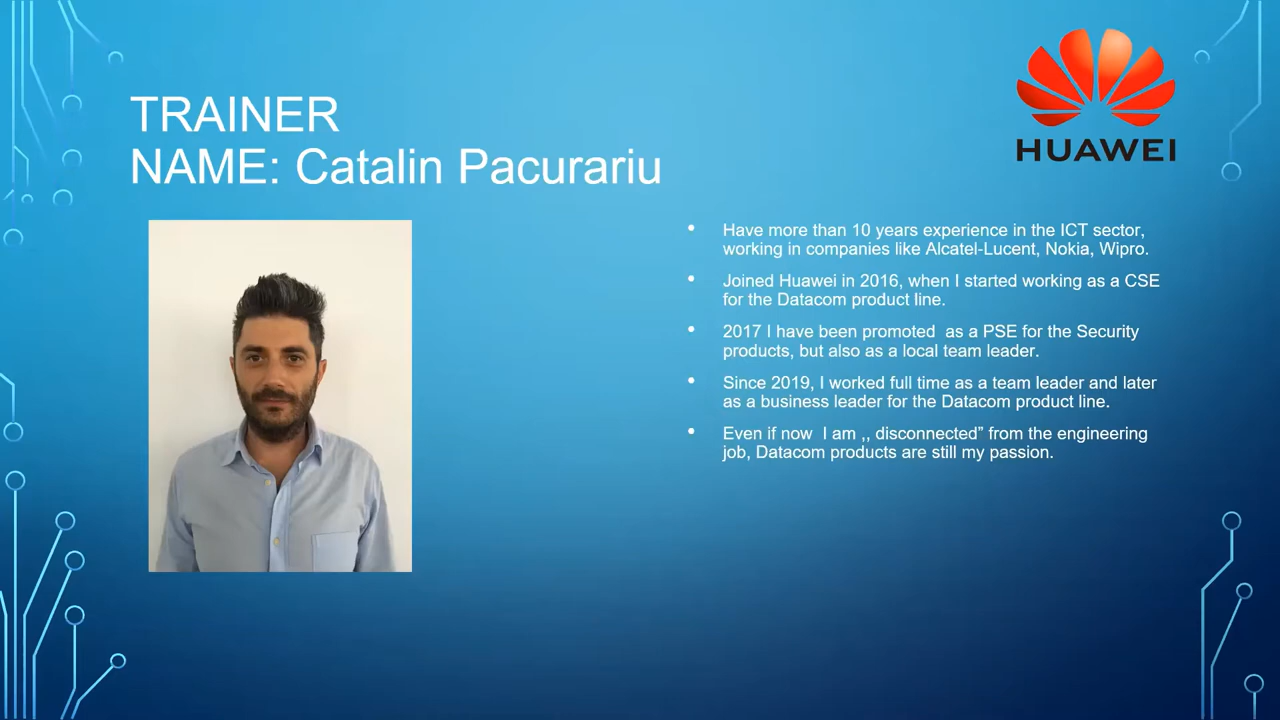 HUAWEI
TRAINER
NAME: Catalin Pacurariu
• Have more than 10 years experience in the ICT sector,
working in companies like Alcatel-Lucent, Nokia, Wipro.
• Joined Huawei in 2016, when I started working as a CSE
for the Datacom product line.
• 2017 I have been promoted  as a PSE for the Security
products, but also as a local team leader.
• Since 2019, I worked full time as a team leader and later
as a business leader for the Datacom product line.
• Even if now  I am ,, disconnected” from the engineering
job, Datacom products are still my passion.